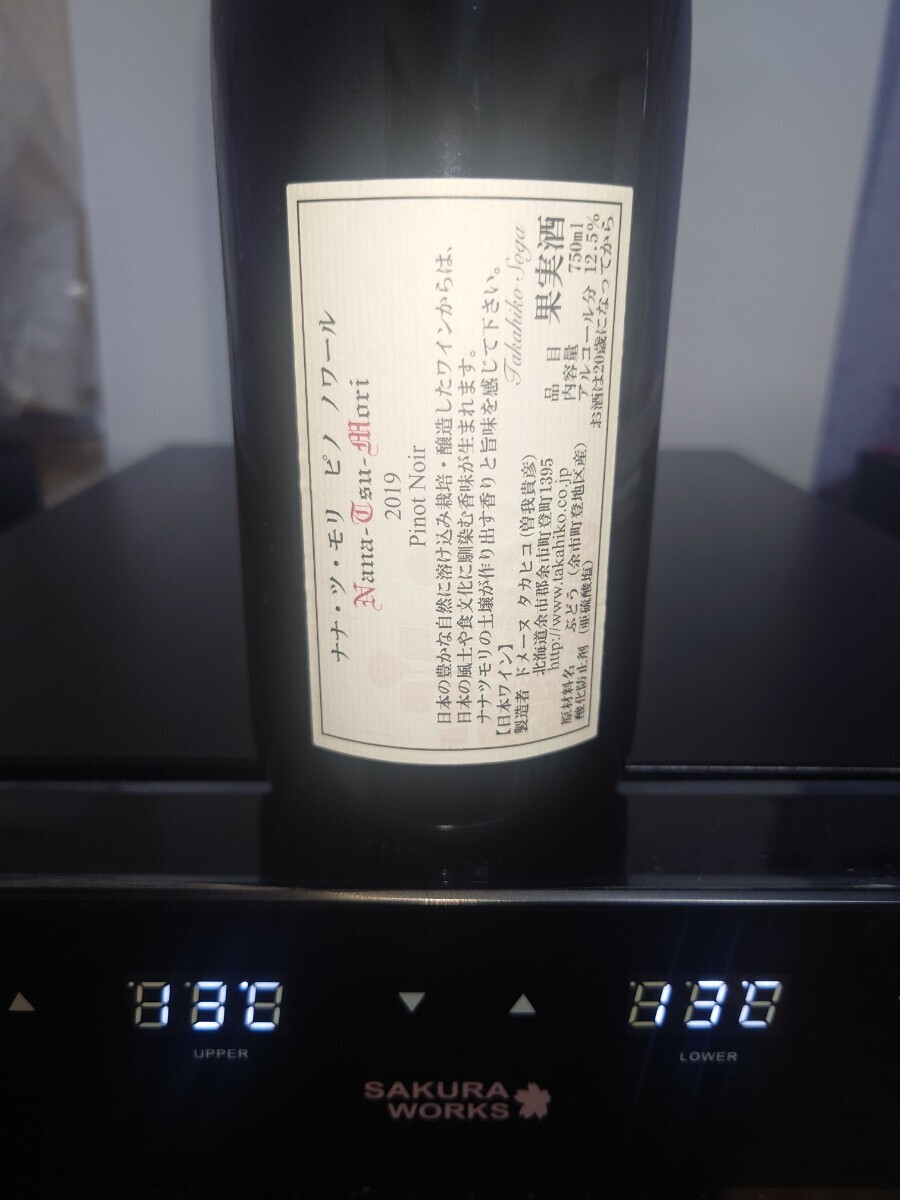 ナナ・ツ・モリ ピノ ノワール
Nana-Tsu-Mori
2019
Pinot Noir
日本の豊かな自然に溶け込み栽培・醸造したワインからは、
日本の風土や食文化に馴染む香味が生まれます。
ナナツモリの土壌が作り出す香りと旨味を感じて下さい。
Takahiko Soga
【日本ワイン】
製造者 ドメーヌ タカヒコ(曽我貴彦)
北海道余市郡余市町登町1395
http://www.takahiko.co.jp
原材料名 ぶどう(余市町登地区産)
酸化防止剤(亜硫酸塩)
品目 果実酒
内容量 750ml
アルコール分 12.5%
お酒は20歳になってから
13℃
UPPER
13℃
LOWER
SAKURA
WORKS